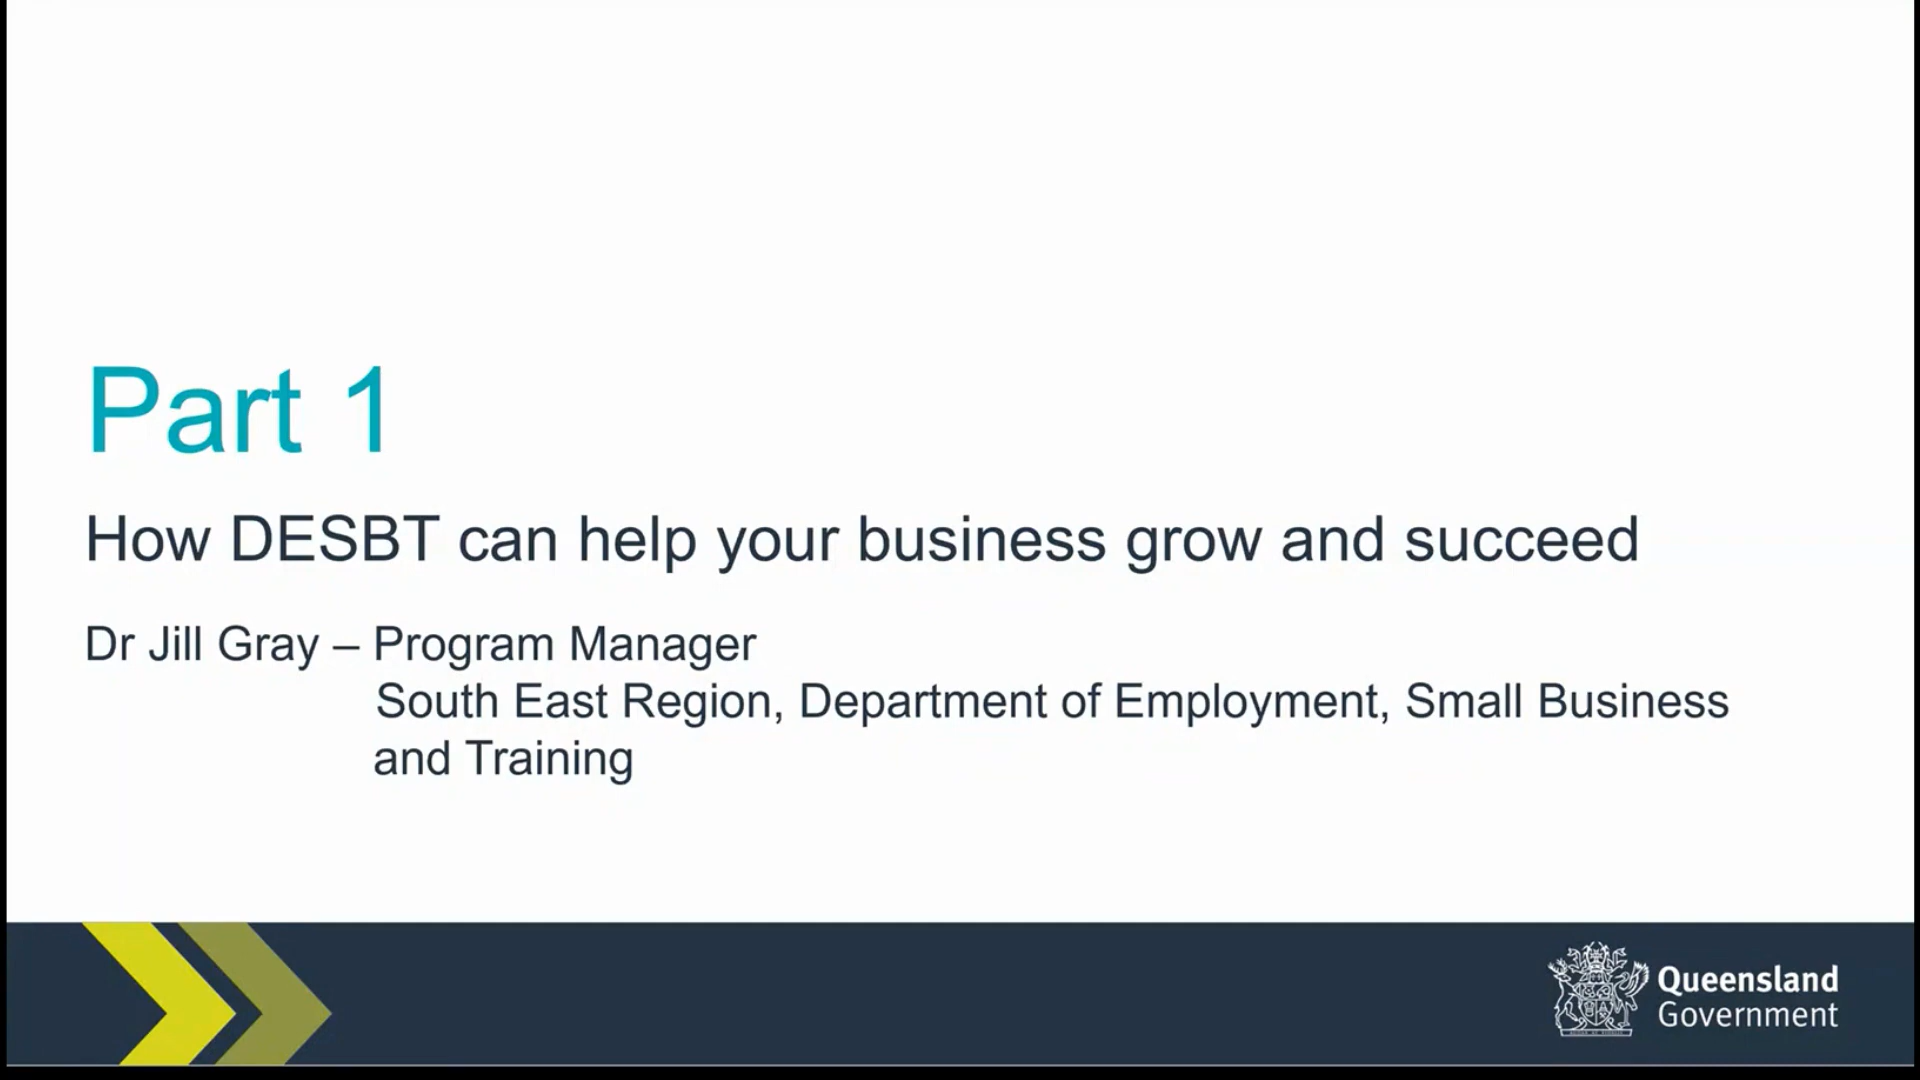 Part 1
How DESBT can help your business grow and succeed
Dr Jill Gray – Program Manager
South East Region, Department of Employment, Small Business
and Training
Queensland
Government